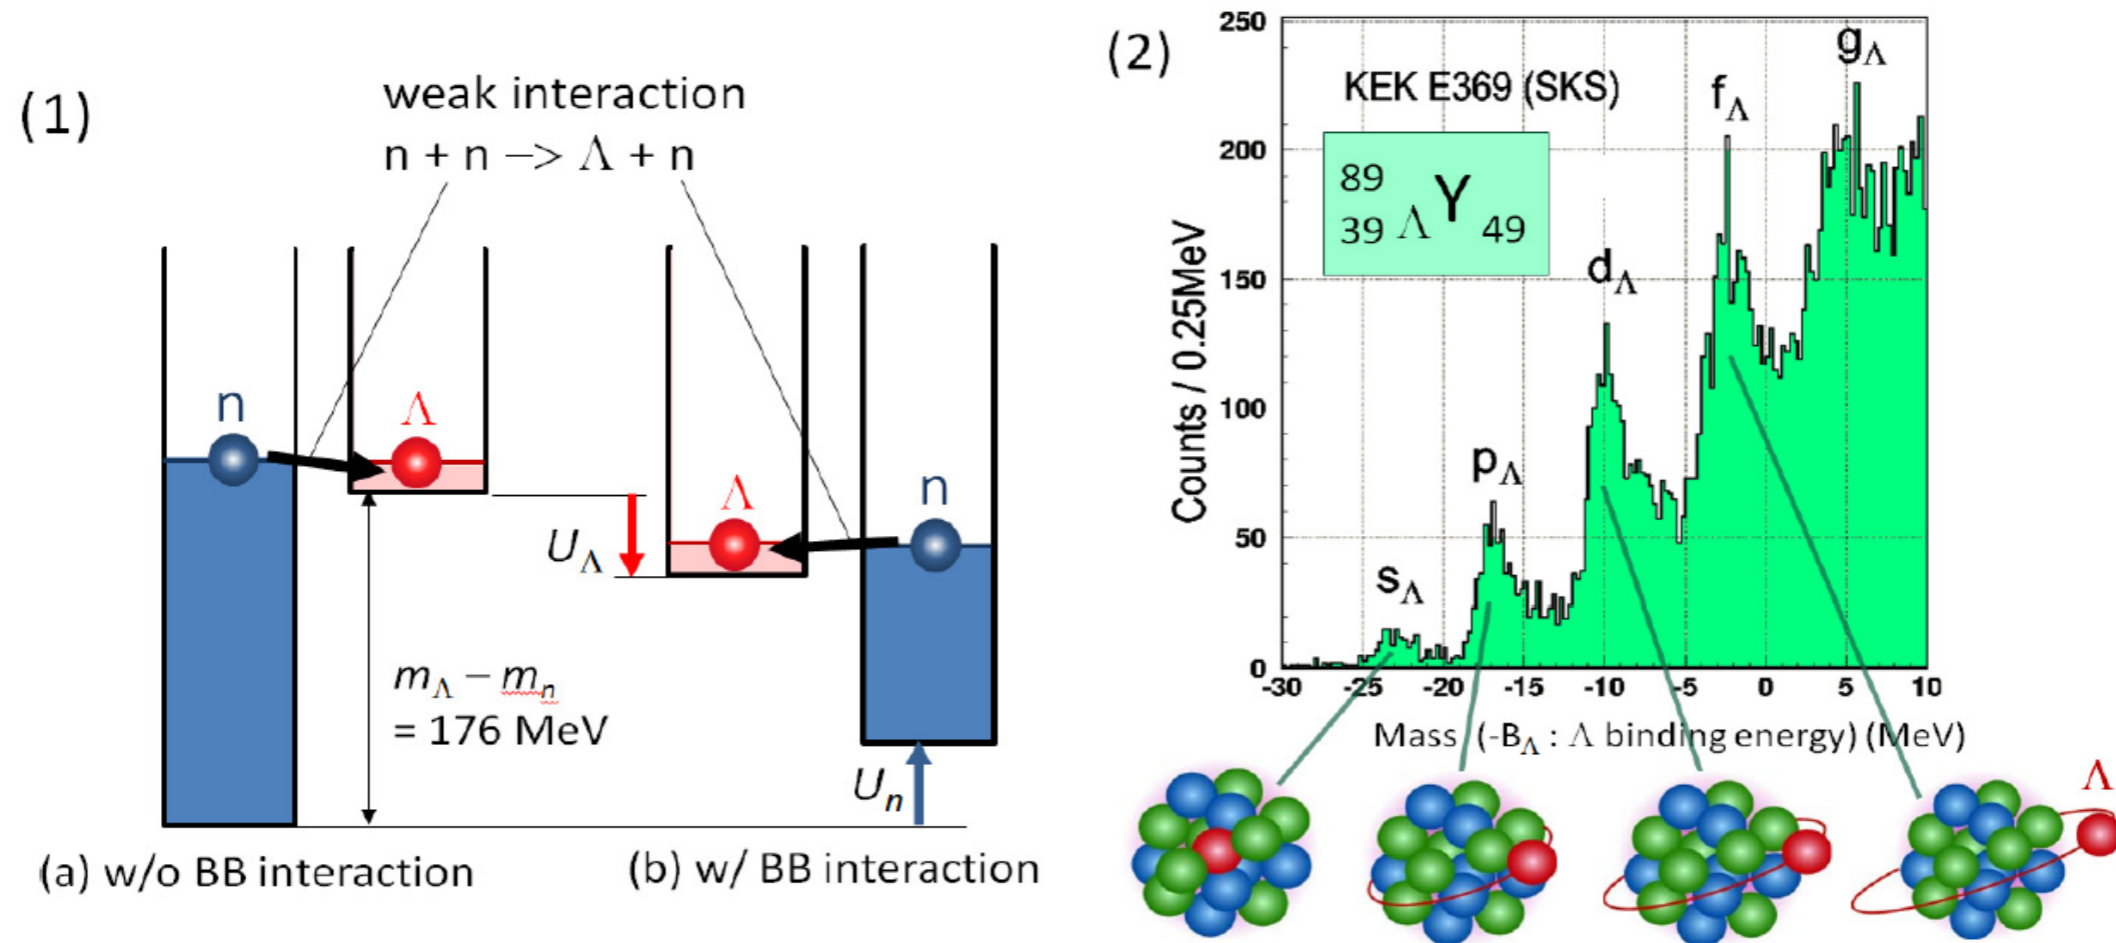 (1)
weak interaction
n + n –> Λ + n
n
Λ
Λ
n
U_Λ
m_Λ – m_n
= 176 MeV
U_n
(a) w/o BB interaction
(b) w/ BB interaction
(2)
KEK E369 (SKS)
89
39 Λ Y 49
s_Λ
p_Λ
d_Λ
f_Λ
g_Λ
Counts / 0.25MeV
250
200
150
100
50
0
-30 -25 -20 -15 -10 -5 0 5 10
Mass (-B_Λ : Λ binding energy) (MeV)
Λ